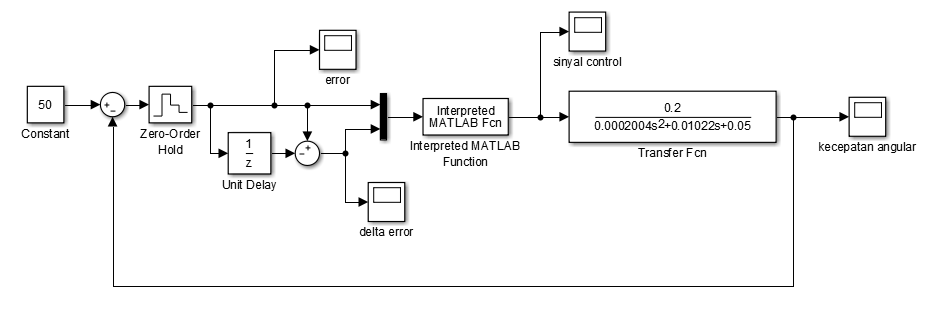 sinyal control
error
50
Constant
+
-
Zero-Order
Hold
Interpreted
MATLAB Fcn
Interpreted MATLAB
Function
0.2
0.0002004s2+0.01022s+0.05
Transfer Fcn
kecepatan angular
1
z
Unit Delay
-
+
delta error